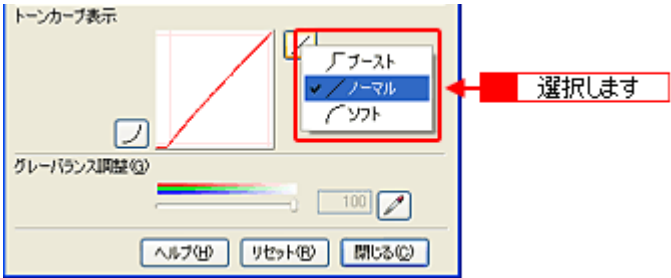 トーンカーブ表示
ブースト
ノーマル
ソフト
選択します
グレーバランス調整(G)
100
ヘルプ(H)
リセット(R)
閉じる(C)